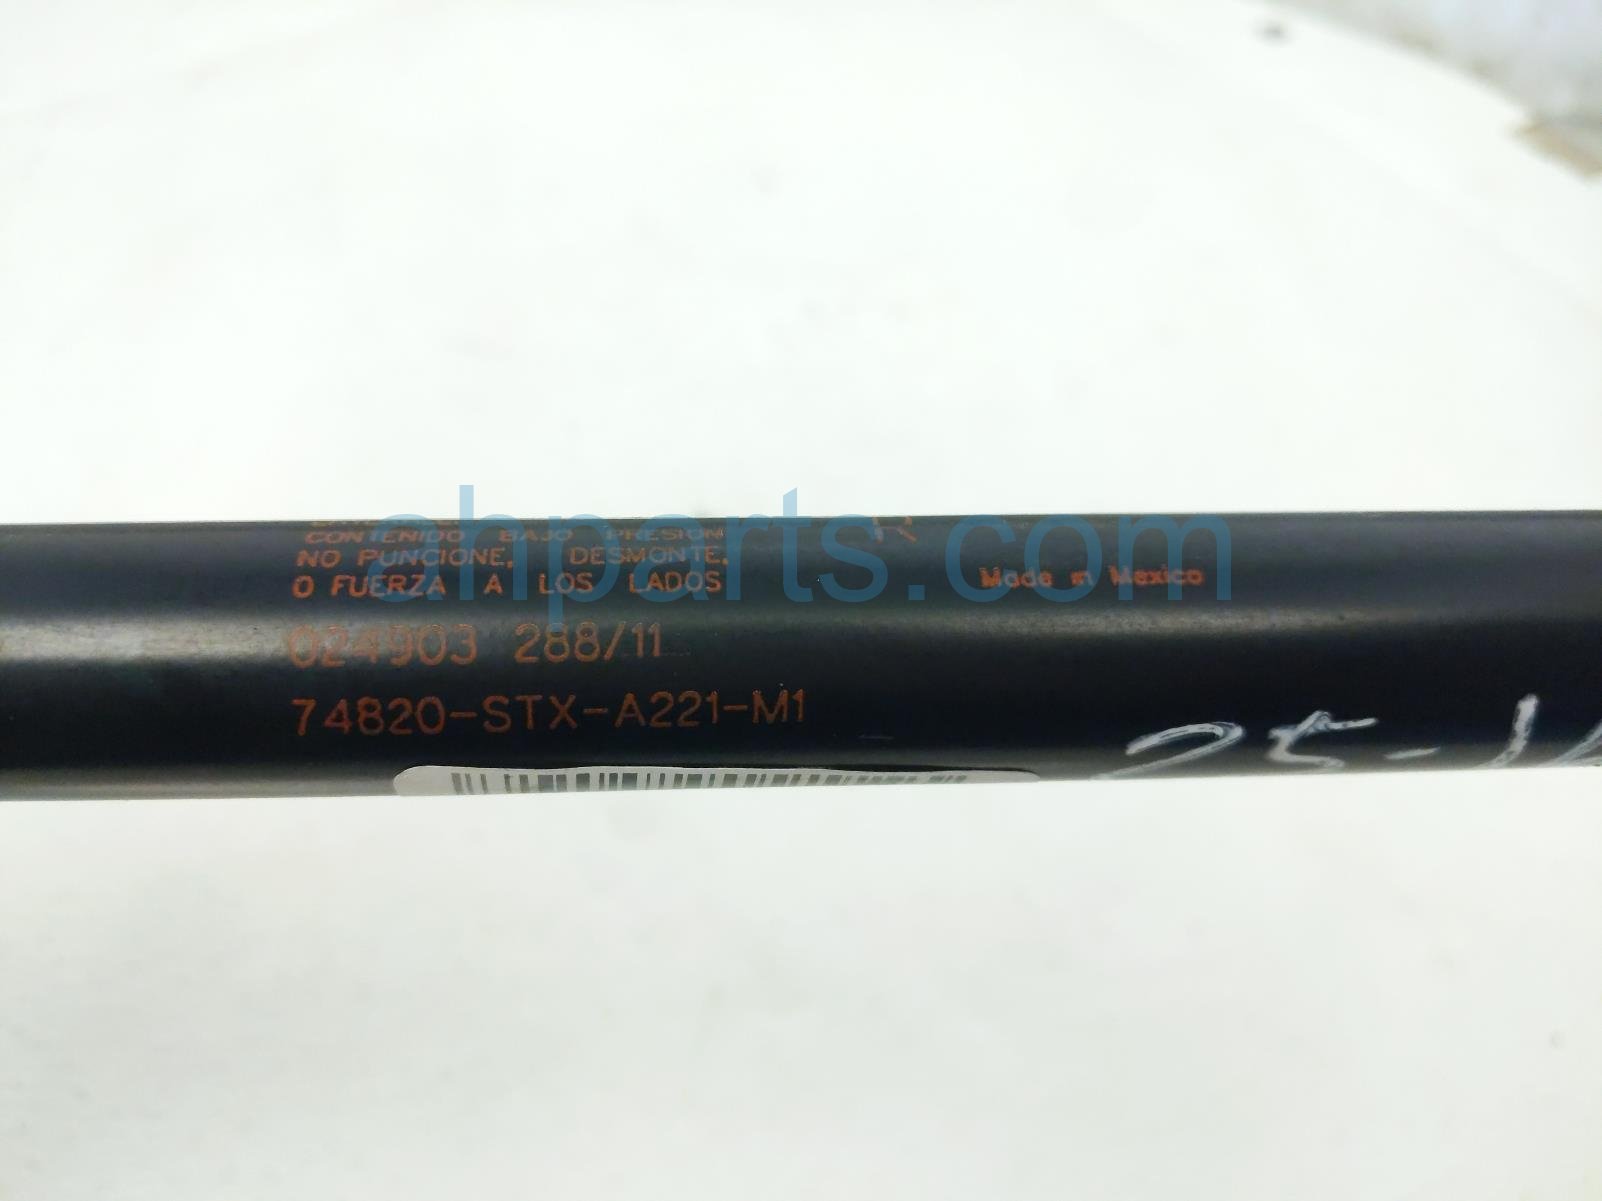 CONTENIDO BAJO PRESION
NO PUNCIONE, DESMONTE,
O FUERZA A LOS LADOS
Made in Mexico
024903 288/11
74820-STX-A221-M1
ahparts.com